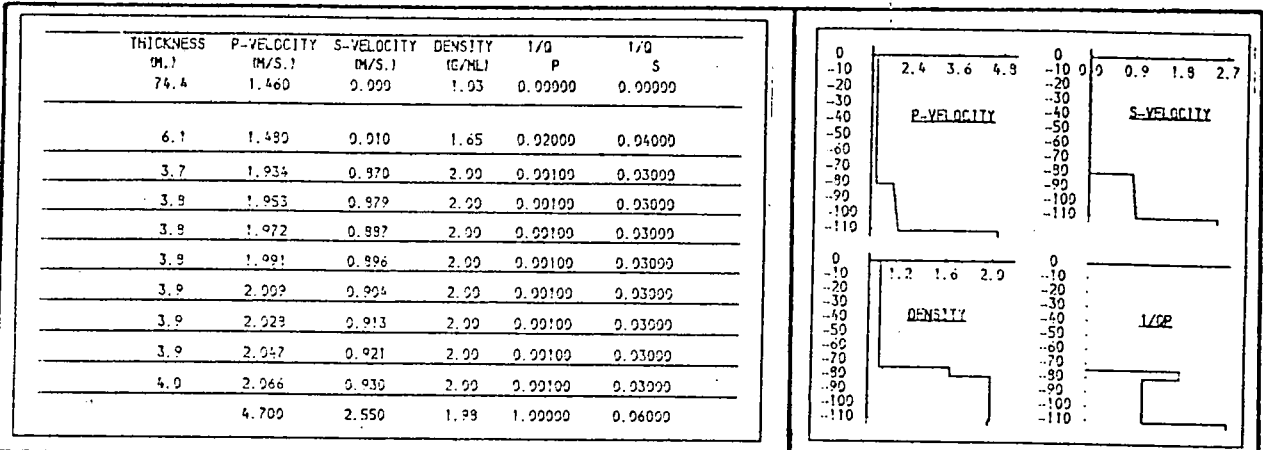 THICKNESS P-VELOCITY S-VELOCITY DENSITY 1/Q 1/Q
(M.) (M/S.) (M/S.) (G/ML) P S
74.4 1.460 0.000 1.03 0.00000 0.00000
6.1 1.480 0.010 1.65 0.02000 0.04000
3.7 1.934 0.870 2.00 0.00100 0.03000
3.8 1.953 0.879 2.00 0.00100 0.03000
3.8 1.972 0.887 2.00 0.00100 0.03000
3.8 1.991 0.896 2.00 0.00100 0.03000
3.9 2.009 0.904 2.00 0.00100 0.03000
3.9 2.028 0.913 2.00 0.00100 0.03000
3.9 2.047 0.921 2.00 0.00100 0.03000
4.0 2.066 0.930 2.00 0.00100 0.03000
4.700 2.550 1.98 1.00000 0.06000
0
-10
-20
-30
-40
-50
-60
-70
-80
-90
-100
-110
2.4 3.6 4.8
P-VELOCITY
0
-10
-20
-30
-40
-50
-60
-70
-80
-90
-100
-110
0.0 0.9 1.8 2.7
S-VELOCITY
0
-10
-20
-30
-40
-50
-60
-70
-80
-90
-100
-110
1.2 1.6 2.0
DENSITY
0
-10
-20
-30
-40
-50
-60
-70
-80
-90
-100
-110
1/QP